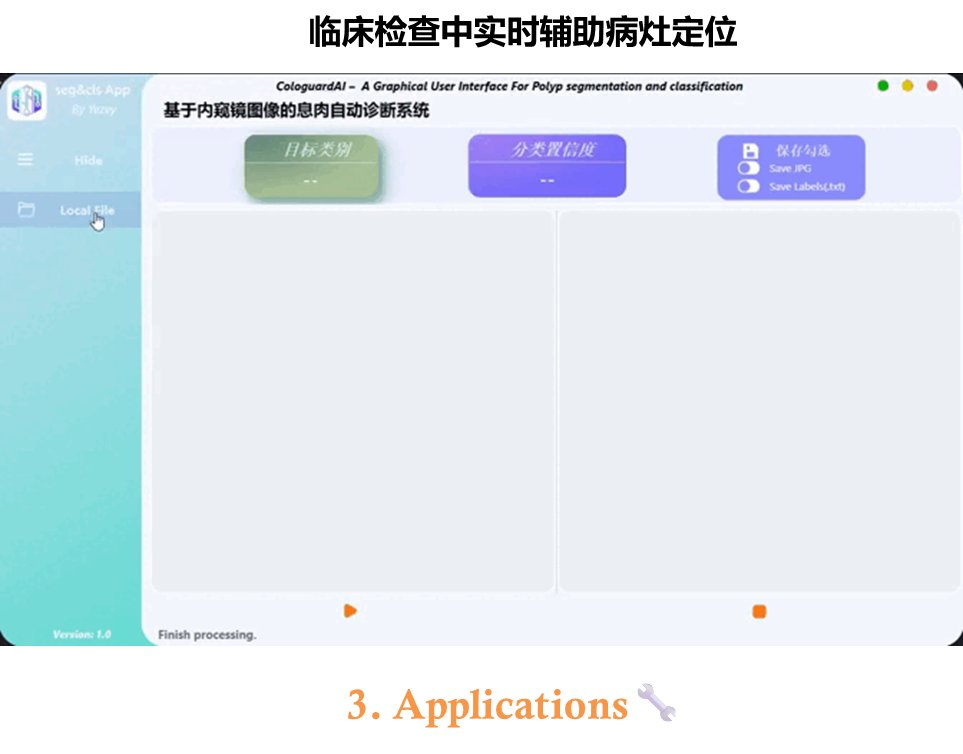 临床检查中实时辅助病灶定位
CologuardAI – A Graphical User Interface For Polyp segmentation and classification
seq&cls App
By Yezey
基于内窥镜图像的息肉自动诊断系统
目标类别
--
分类置信度
--
保存勾选
Save JPG
Save Labels(.txt)
Hide
Local File
Version: 1.0
Finish processing.
3. Applications